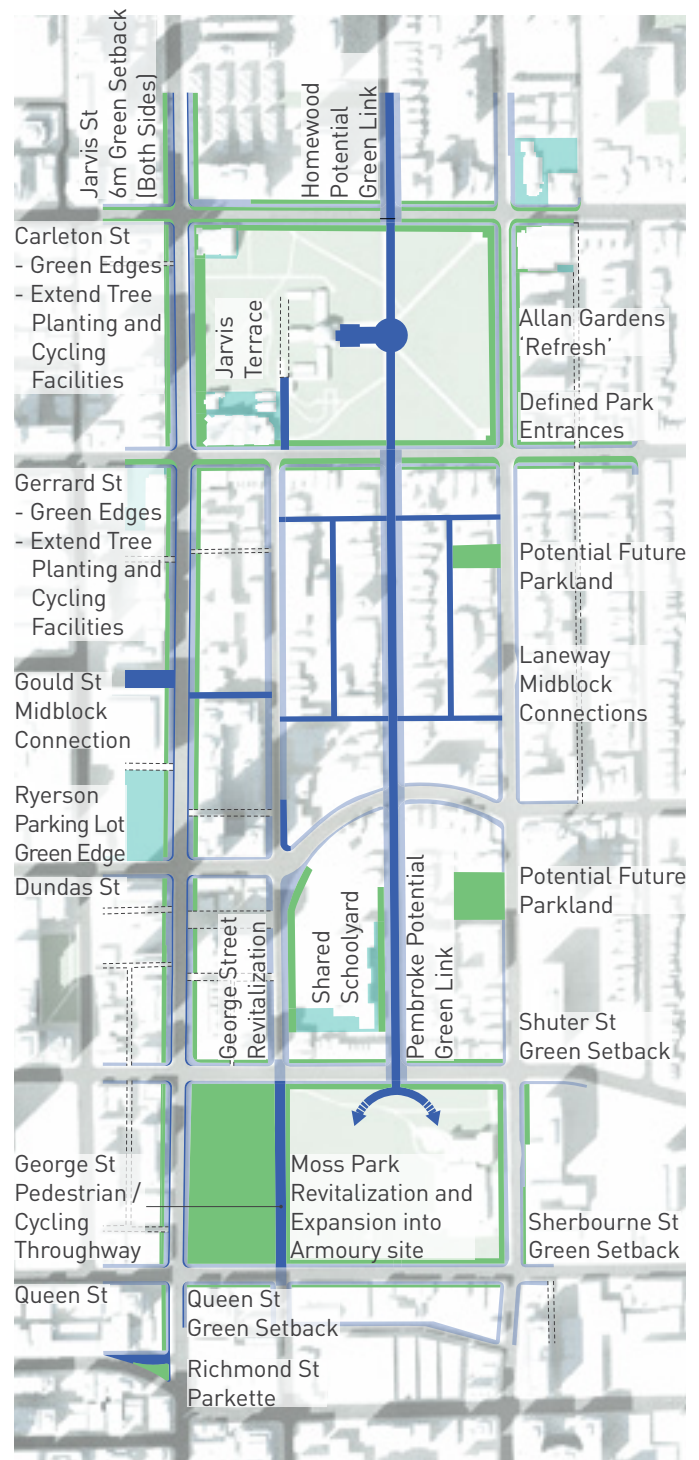 Jarvis St
6m Green Setback
(Both Sides)
Homewood
Potential
Green Link
Carleton St
- Green Edges
- Extend Tree
Planting and
Cycling
Facilities
Jarvis
Terrace
Allan Gardens
‘Refresh’
Defined Park
Entrances
Gerrard St
- Green Edges
- Extend Tree
Planting and
Cycling
Facilities
Potential Future
Parkland
Gould St
Midblock
Connection
Laneway
Midblock
Connections
Ryerson
Parking Lot
Green Edge
Dundas St
Potential Future
Parkland
George Street
Revitalization
Shared
Schoolyard
Pembroke Potential
Green Link
Shuter St
Green Setback
George St
Pedestrian /
Cycling
Throughway
Moss Park
Revitalization and
Expansion into
Armoury site
Sherbourne St
Green Setback
Queen St
Queen St
Green Setback
Richmond St
Parkette